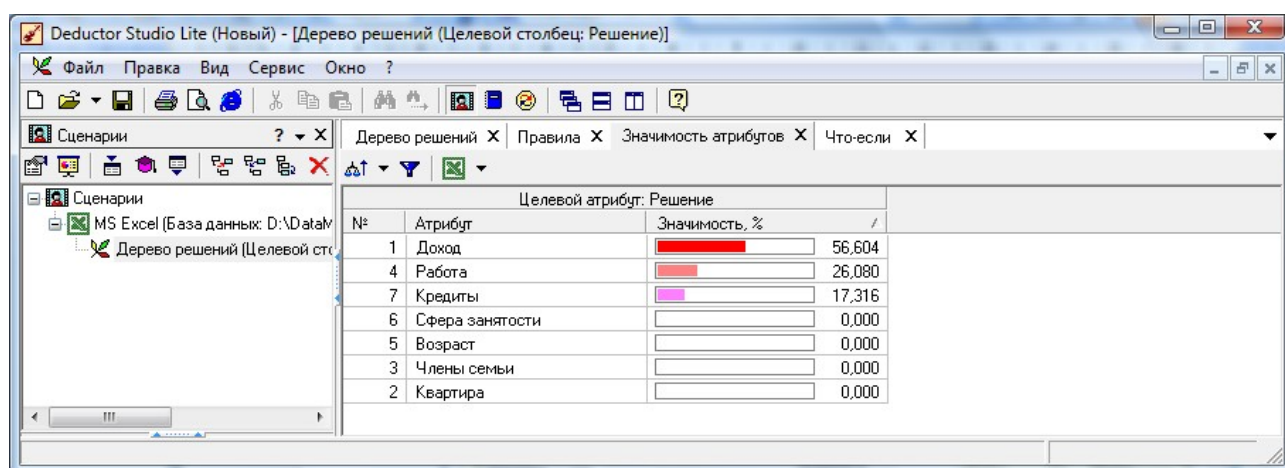 Deductor Studio Lite (Новый) - [Дерево решений (Целевой столбец: Решение)]
Файл Правка Вид Сервис Окно ?
Сценарии ?
Дерево решений X Правила X Значимость атрибутов X Что-если X
Сценарии
MS Excel (База данных: D:\DataM
Дерево решений (Целевой сто
Целевой атрибут: Решение
№ Атрибут Значимость, %
1 Доход 56,604
4 Работа 26,080
7 Кредиты 17,316
6 Сфера занятости 0,000
5 Возраст 0,000
3 Члены семьи 0,000
2 Квартира 0,000